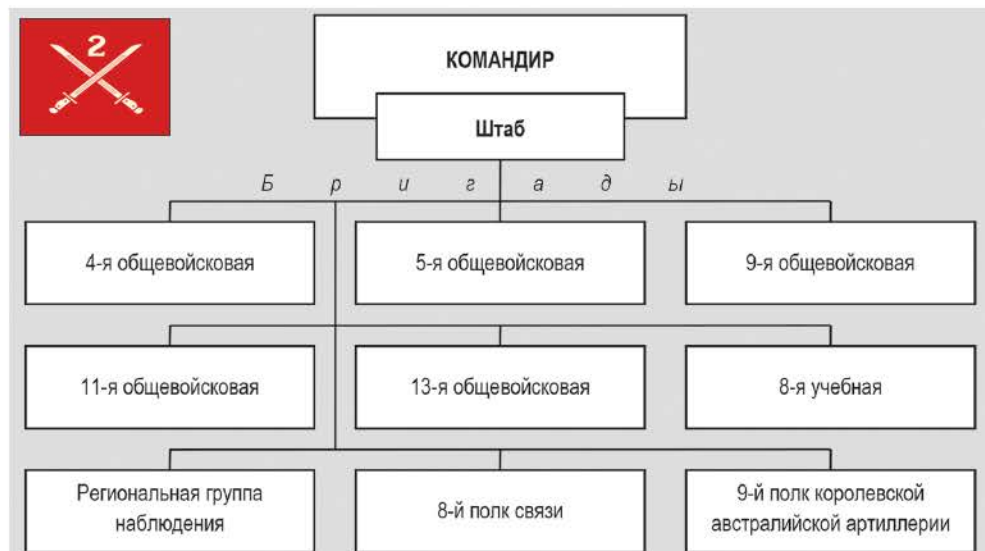 2
КОМАНДИР
Штаб
Бригады
4-я общевойсковая
5-я общевойсковая
9-я общевойсковая
11-я общевойсковая
13-я общевойсковая
8-я учебная
Региональная группа
наблюдения
8-й полк связи
9-й полк королевской
австралийской артиллерии